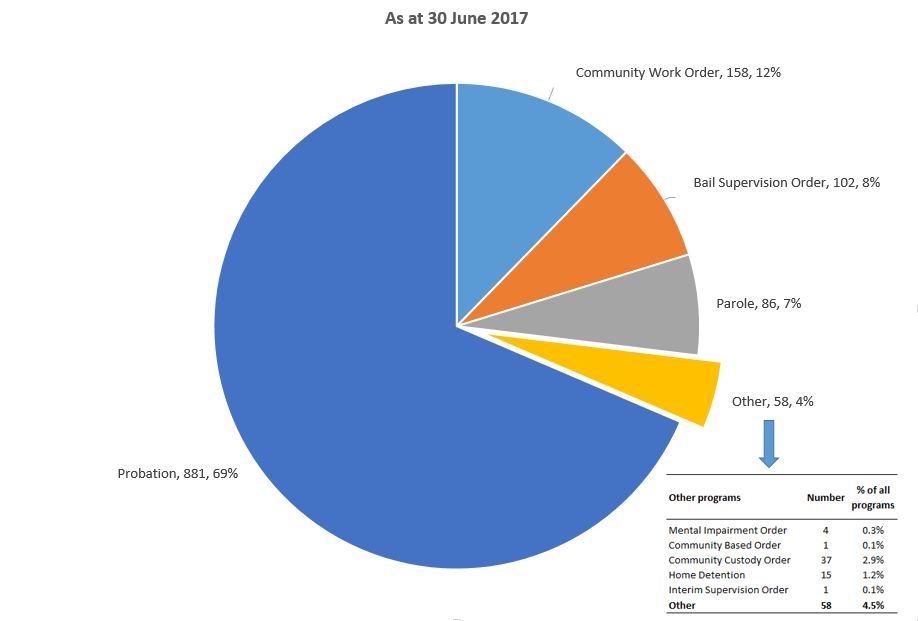 As at 30 June 2017
Community Work Order, 158, 12%
Bail Supervision Order, 102, 8%
Parole, 86, 7%
Other, 58, 4%
Probation, 881, 69%
Other programs Number % of all programs
Mental Impairment Order 4 0.3%
Community Based Order 1 0.1%
Community Custody Order 37 2.9%
Home Detention 15 1.2%
Interim Supervision Order 1 0.1%
Other 58 4.5%